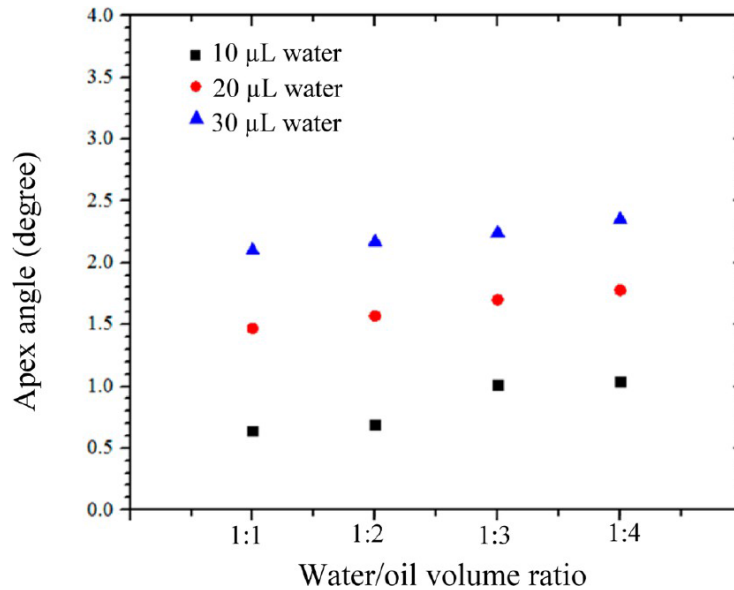 4.0
3.5
3.0
2.5
2.0
1.5
1.0
0.5
0.0
Apex angle (degree)
10 µL water
20 µL water
30 µL water
1:1 1:2 1:3 1:4
Water/oil volume ratio